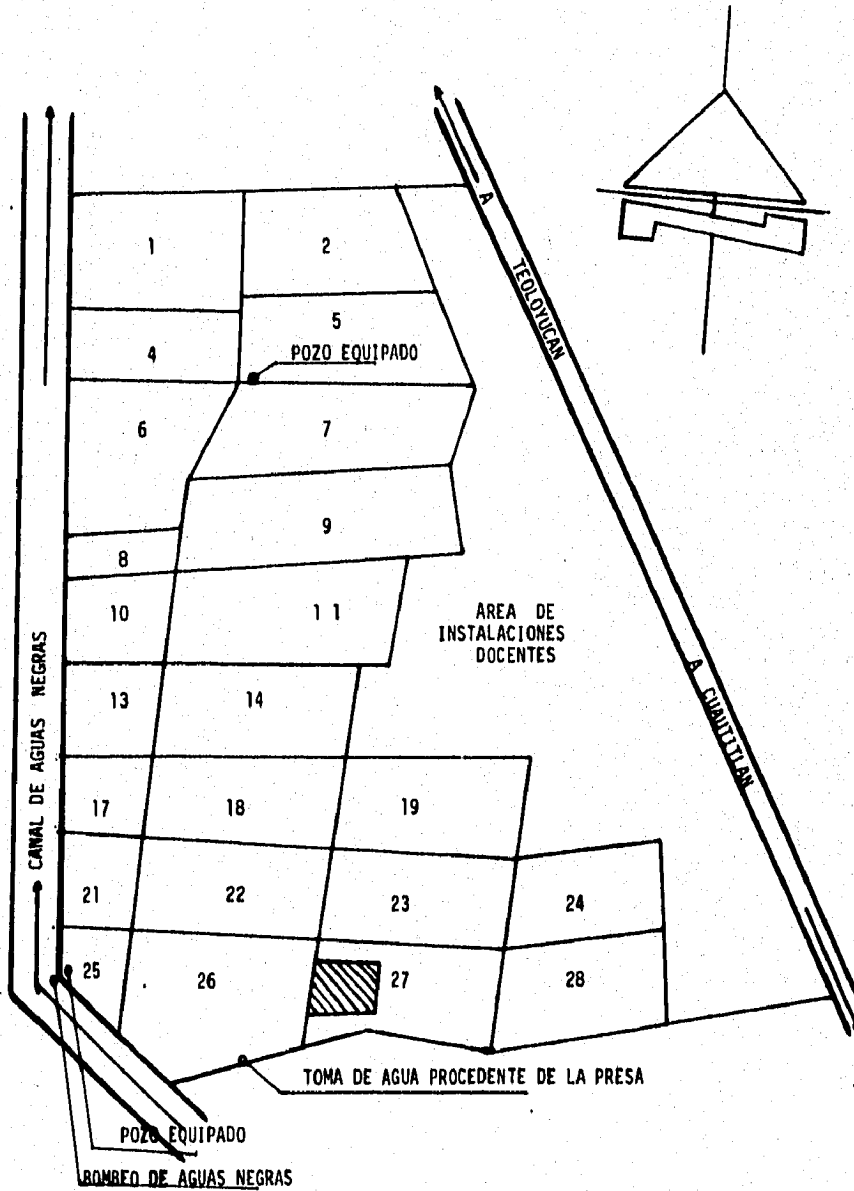 1
2
A
TEOLOYUCAN
5
4
POZO EQUIPADO
6
7
9
8
10
11
AREA DE
INSTALACIONES
DOCENTES
CANAL DE AGUAS NEGRAS
13
14
A CUAUTITLAN
17
18
19
21
22
23
24
25
26
27
28
TOMA DE AGUA PROCEDENTE DE LA PRESA
POZO EQUIPADO
BOMBEO DE AGUAS NEGRAS